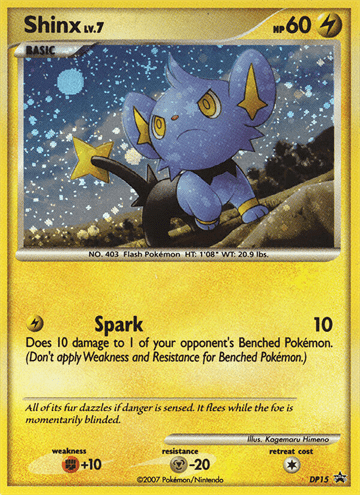 Shinx LV.7 HP 60
BASIC
NO. 403 Flash Pokémon HT: 1'08" WT: 20.9 lbs.
Spark 10
Does 10 damage to 1 of your opponent's Benched Pokémon.
(Don't apply Weakness and Resistance for Benched Pokémon.)
All of its fur dazzles if danger is sensed. It flees while the foe is
momentarily blinded.
Illus. Kagemaru Himeno
weakness resistance retreat cost
+10 -20
©2007 Pokémon/Nintendo DP15